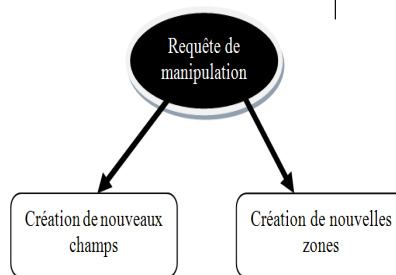 Requête de
manipulation
Création de nouveaux
champs
Création de nouvelles
zones